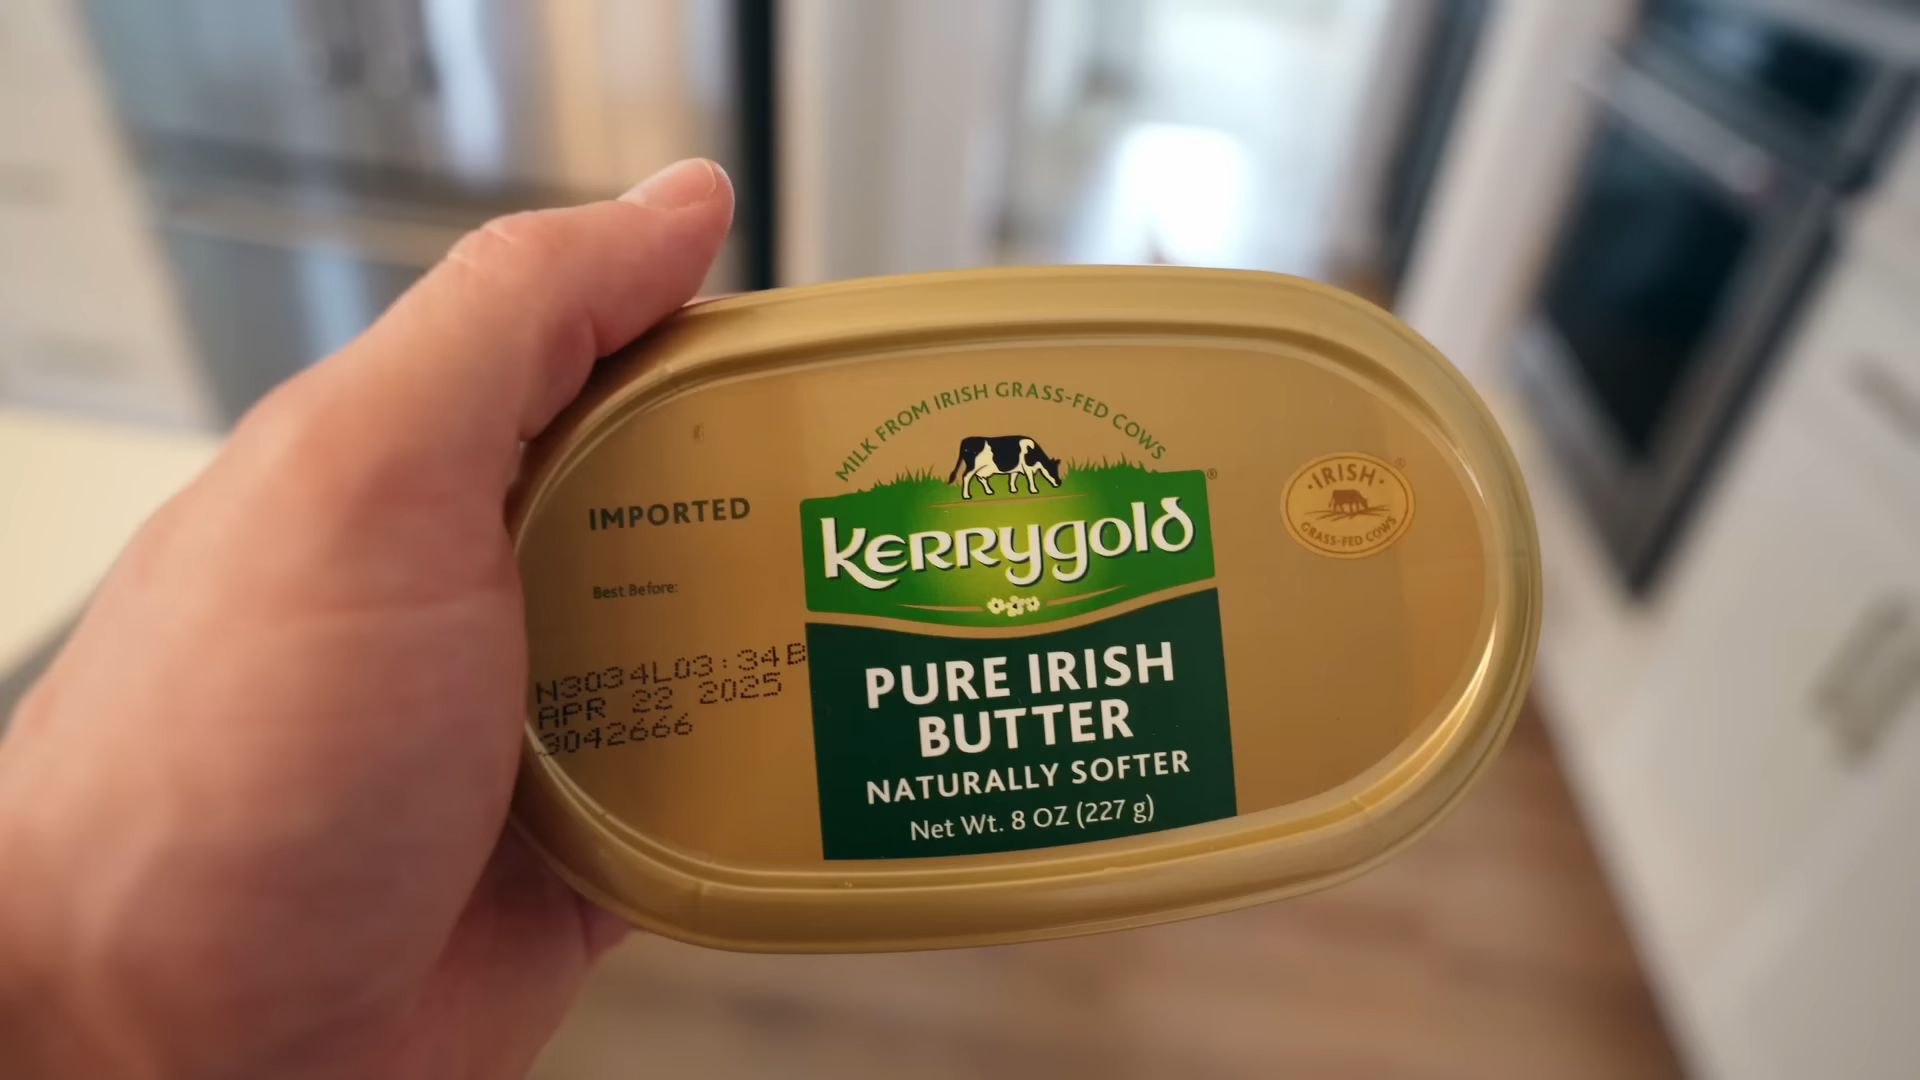 MILK FROM IRISH GRASS-FED COWS
IMPORTED
Best Before:
N3034L03:34B
APR 22 2025
3042666
Kerrygold®
PURE IRISH
BUTTER
NATURALLY SOFTER
Net Wt. 8 OZ (227 g)
·IRISH· ®
GRASS-FED COWS